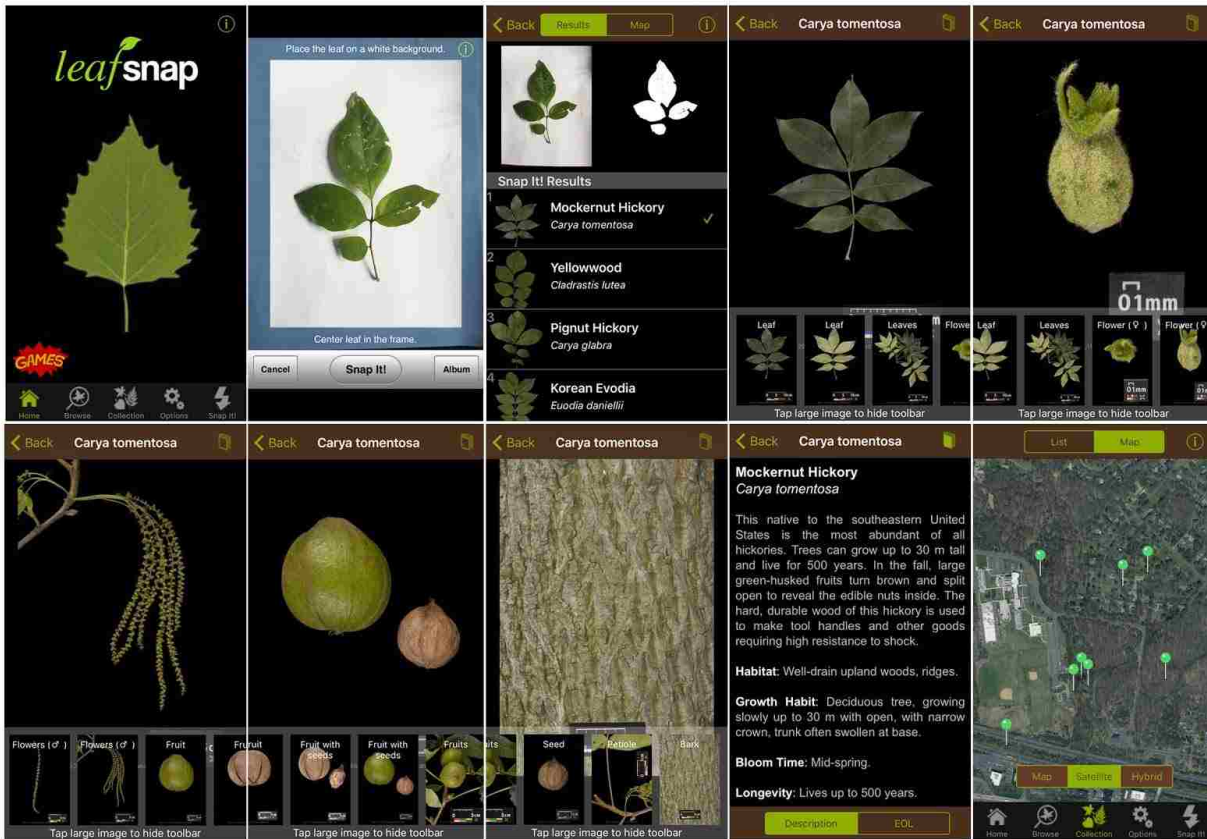 leafsnap
GAMES
Home Browse Collection Options Snap It!
Place the leaf on a white background.
Center leaf in the frame.
Cancel Snap It! Album
Back Results Map
Snap It! Results
1 Mockernut Hickory
Carya tomentosa
2 Yellowwood
Cladrastis lutea
3 Pignut Hickory
Carya glabra
4 Korean Evodia
Euodia daniellii
Back Carya tomentosa
Leaf Leaf Leaves Flowe
Tap large image to hide toolbar
Back Carya tomentosa
01mm
Leaf Leaves Flower (♀) Flower (♀
Tap large image to hide toolbar
Back Carya tomentosa
Flowers (♂) Flowers (♂) Fruit Fru
Tap large image to hide toolbar
Back Carya tomentosa
ruit Fruit with seeds Fruit with seeds Fruits
Tap large image to hide toolbar
Back Carya tomentosa
its Seed Petiole Bark
Tap large image to hide toolbar
Back Carya tomentosa
Mockernut Hickory
Carya tomentosa
This native to the southeastern United
States is the most abundant of all
hickories. Trees can grow up to 30 m tall
and live for 500 years. In the fall, large
green-husked fruits turn brown and split
open to reveal the edible nuts inside. The
hard, durable wood of this hickory is used
to make tool handles and other goods
requiring high resistance to shock.
Habitat: Well-drain upland woods, ridges.
Growth Habit: Deciduous tree, growing
slowly up to 30 m with open, with narrow
crown, trunk often swollen at base.
Bloom Time: Mid-spring.
Longevity: Lives up to 500 years.
Description EOL
List Map
Map Satellite Hybrid
Home Browse Collection Options Snap It!